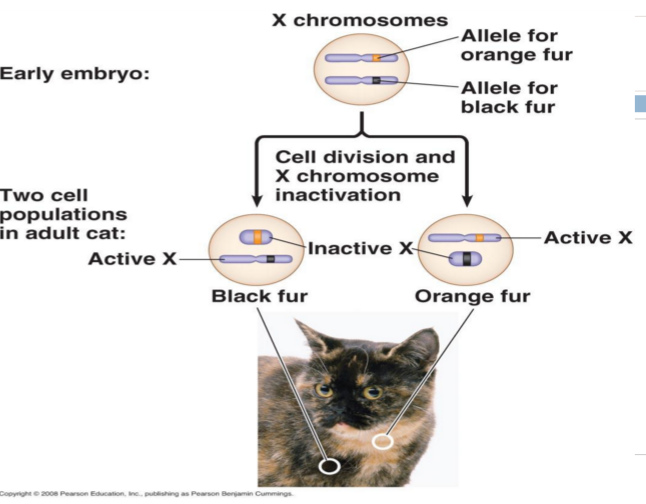 X chromosomes
Allele for
orange fur
Early embryo:
Allele for
black fur
Cell division and
X chromosome
inactivation
Two cell
populations
in adult cat:
Active X
Inactive X
Active X
Black fur
Orange fur
Copyright © 2008 Pearson Education, Inc., publishing as Pearson Benjamin Cummings.